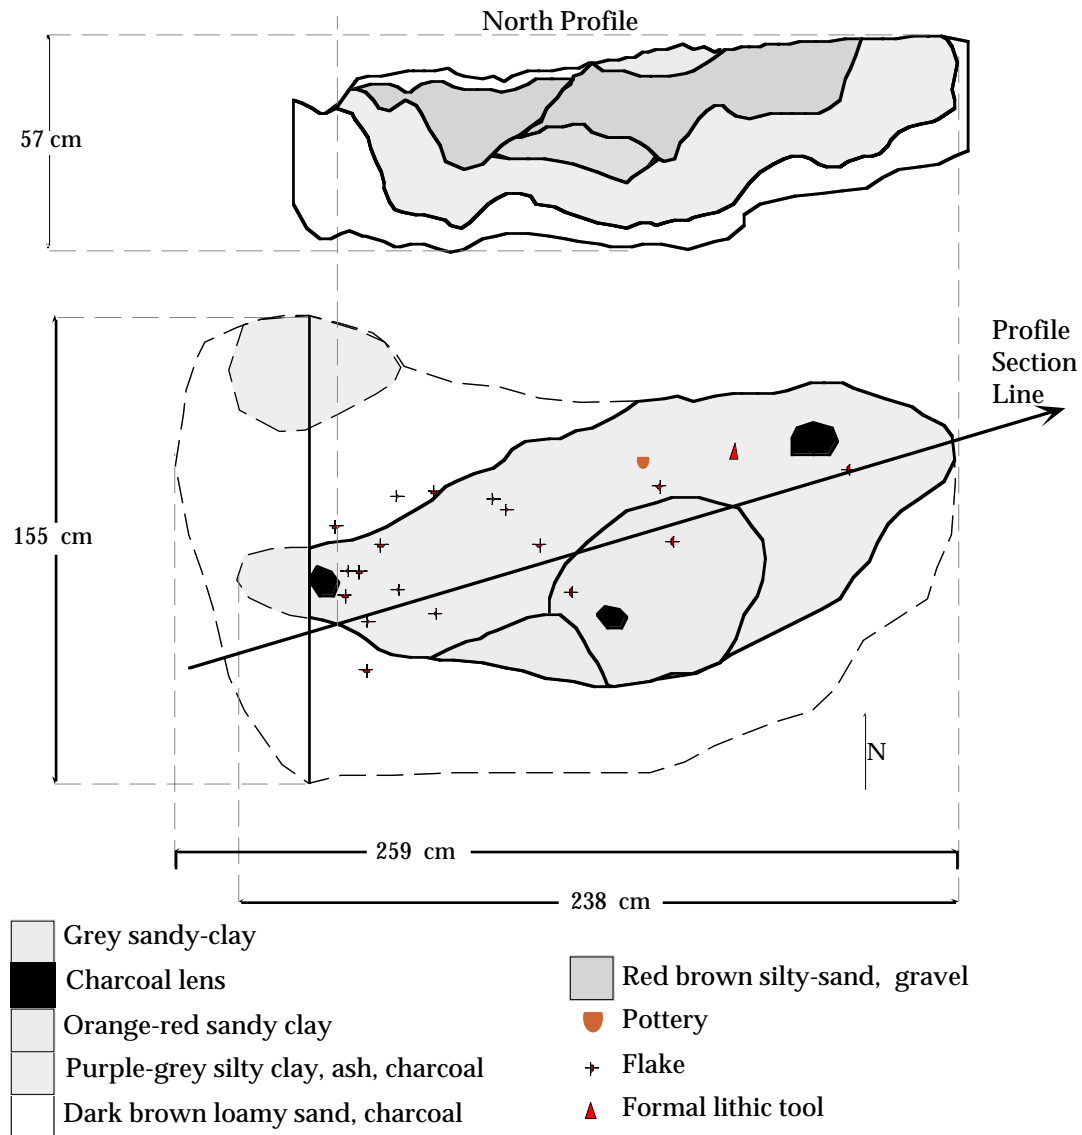 North Profile
57 cm
Profile
Section
Line
155 cm
N
259 cm
238 cm
Grey sandy-clay
Charcoal lens
Orange-red sandy clay
Purple-grey silty clay, ash, charcoal
Dark brown loamy sand, charcoal
Red brown silty-sand, gravel
Pottery
Flake
Formal lithic tool